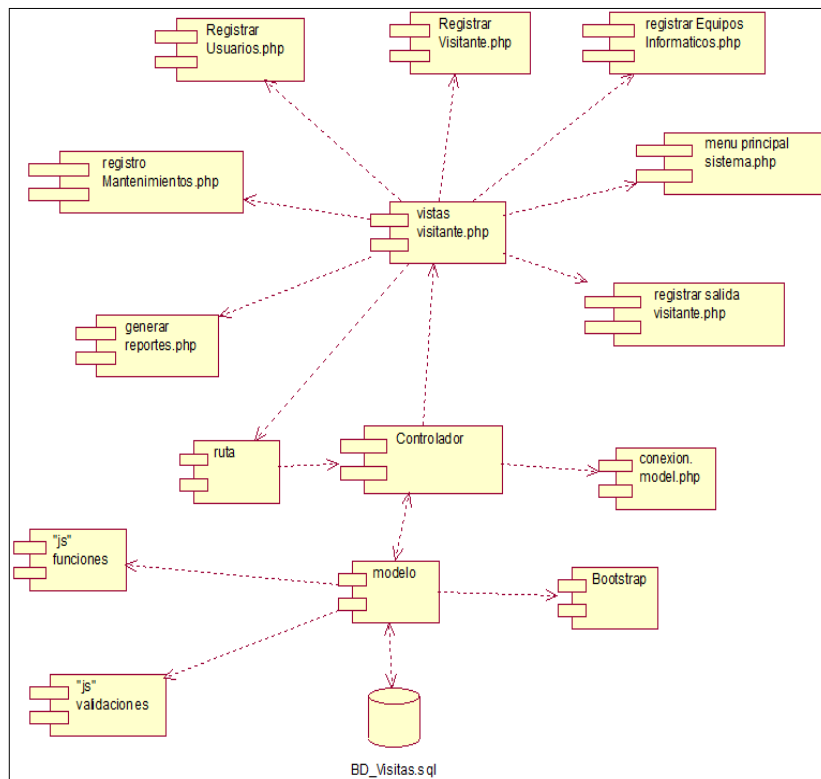 Registrar
Usuarios.php
Registrar
Visitante.php
registrar Equipos
Informaticos.php
registro
Mantenimientos.php
menu principal
sistema.php
vistas
visitante.php
registrar salida
visitante.php
generar
reportes.php
ruta
Controlador
conexion.
model.php
"js"
funciones
modelo
Bootstrap
"js"
validaciones
BD_Visitas.sql